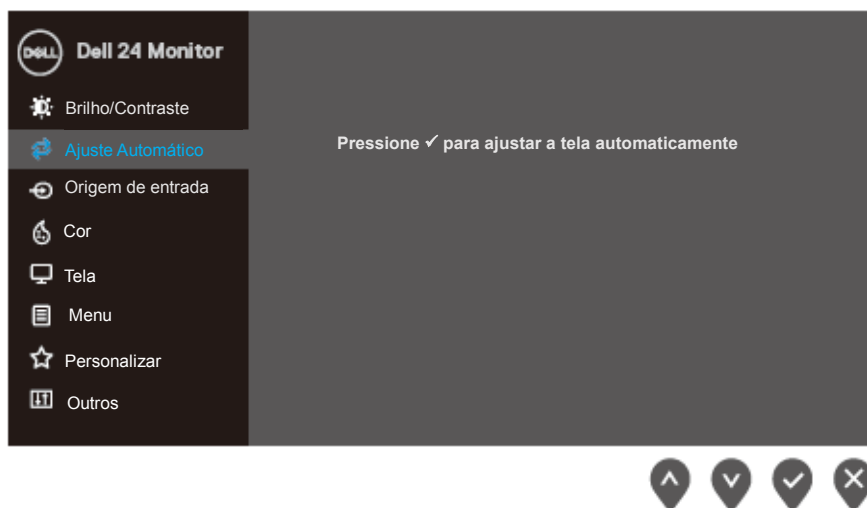 DELL Dell 24 Monitor
Brilho/Contraste
Ajuste Automático
Pressione ✓ para ajustar a tela automaticamente
Origem de entrada
Cor
Tela
Menu
Personalizar
Outros